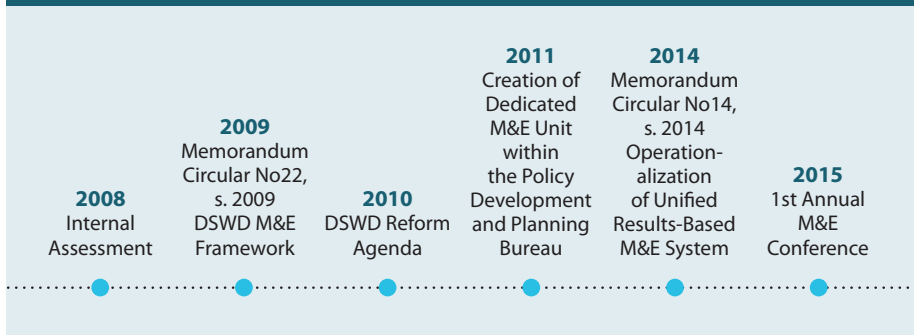 2008
Internal
Assessment
2009
Memorandum
Circular No22,
s. 2009
DSWD M&E
Framework
2010
DSWD Reform
Agenda
2011
Creation of
Dedicated
M&E Unit
within
the Policy
Development
and Planning
Bureau
2014
Memorandum
Circular No14,
s. 2014
Operation-
alization
of Unified
Results-Based
M&E System
2015
1st Annual
M&E
Conference